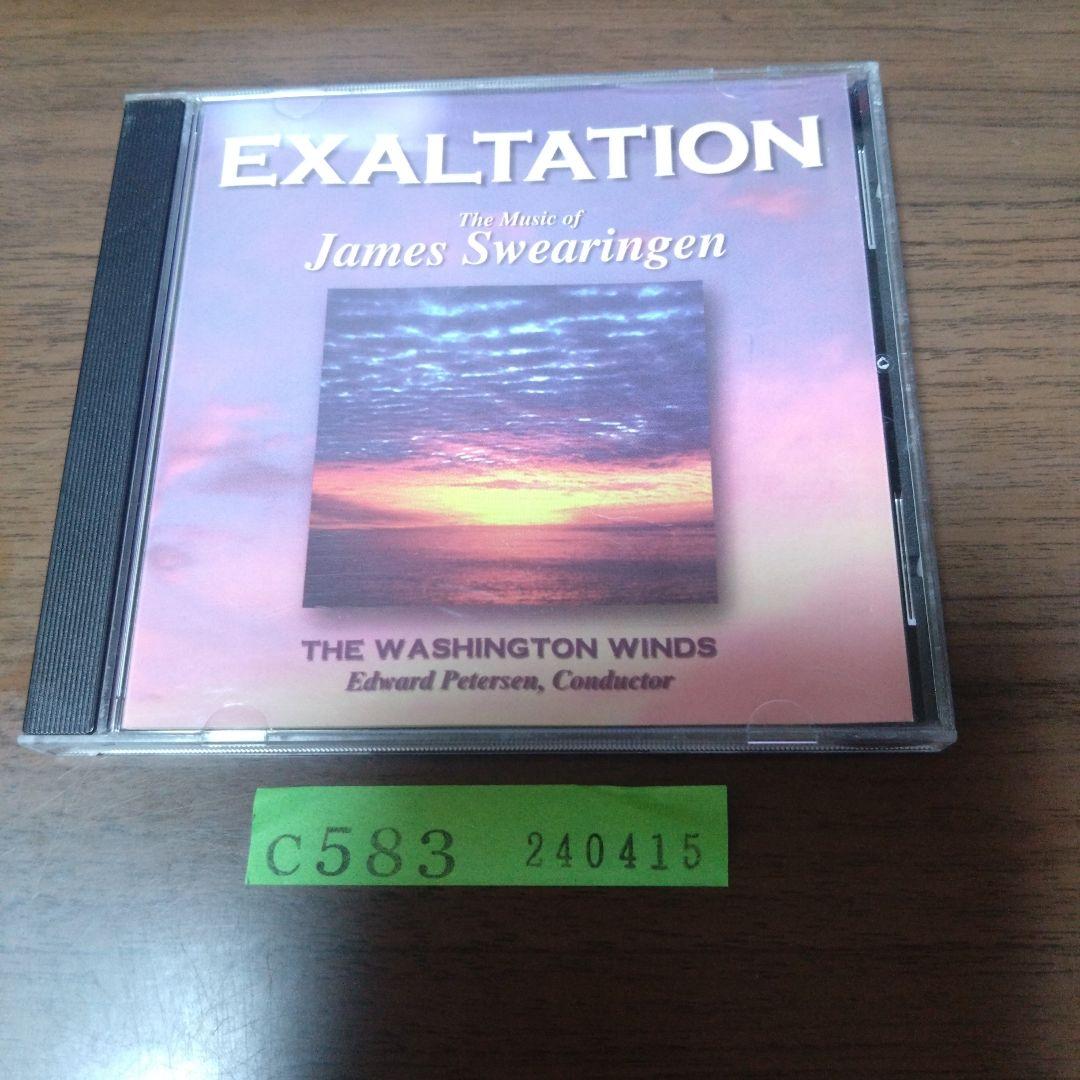 EXALTATION
The Music of
James Swearingen
THE WASHINGTON WINDS
Edward Petersen, Conductor
C583 240415